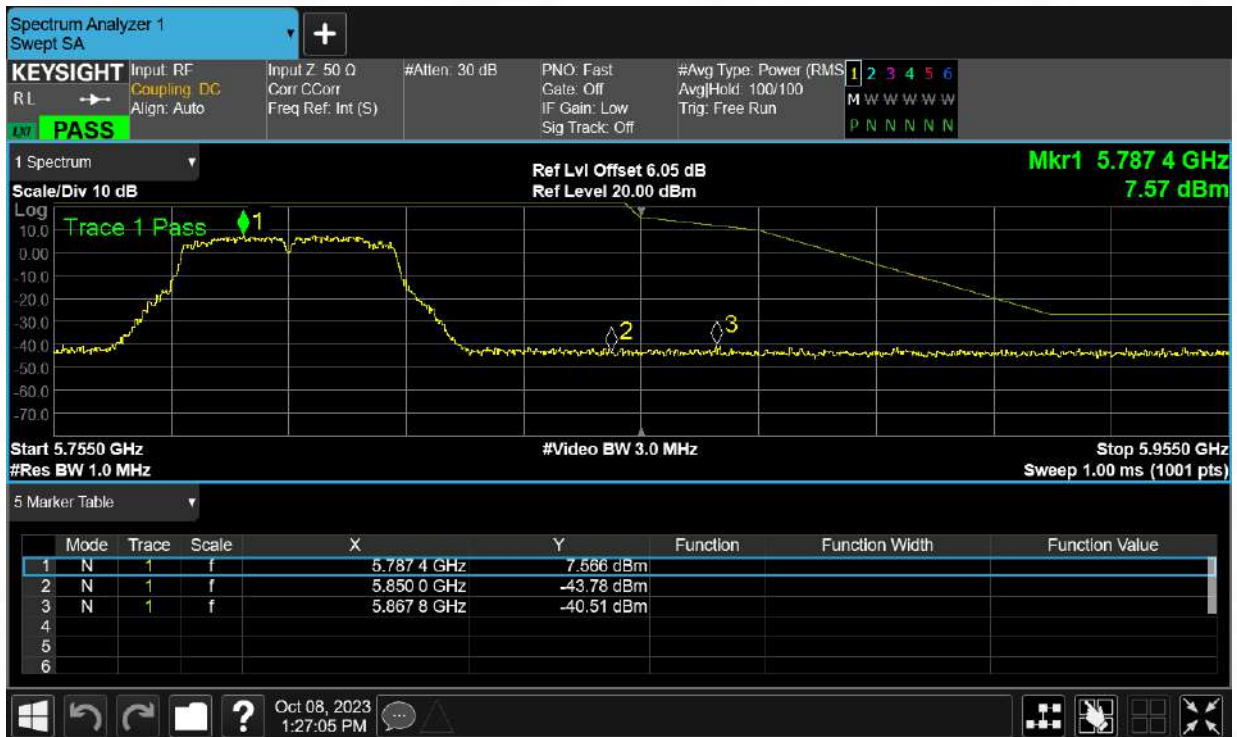 Spectrum Analyzer 1
Swept SA
+
KEYSIGHT Input: RF Input Z: 50 Ω #Atten: 30 dB PNO: Fast #Avg Type: Power (RMS 1 2 3 4 5 6
RL Coupling: DC Corr CCorr Gate: Off Avg|Hold: 100/100 M W W W W W
Align: Auto Freq Ref: Int (S) IF Gain: Low Trig: Free Run
LXI PASS Sig Track: Off P N N N N N
1 Spectrum Ref Lvl Offset 6.05 dB Mkr1 5.787 4 GHz
Scale/Div 10 dB Ref Level 20.00 dBm 7.57 dBm
Log
Trace 1 Pass 1
10.0
0.00
-10.0
-20.0
-30.0
2 3
-40.0
-50.0
-60.0
-70.0
Start 5.7550 GHz #Video BW 3.0 MHz Stop 5.9550 GHz
#Res BW 1.0 MHz Sweep 1.00 ms (1001 pts)
5 Marker Table
Mode Trace Scale X Y Function Function Width Function Value
1 N 1 f 5.787 4 GHz 7.566 dBm
2 N 1 f 5.850 0 GHz -43.78 dBm
3 N 1 f 5.867 8 GHz -40.51 dBm
4
5
6
? Oct 08, 2023
1:27:05 PM